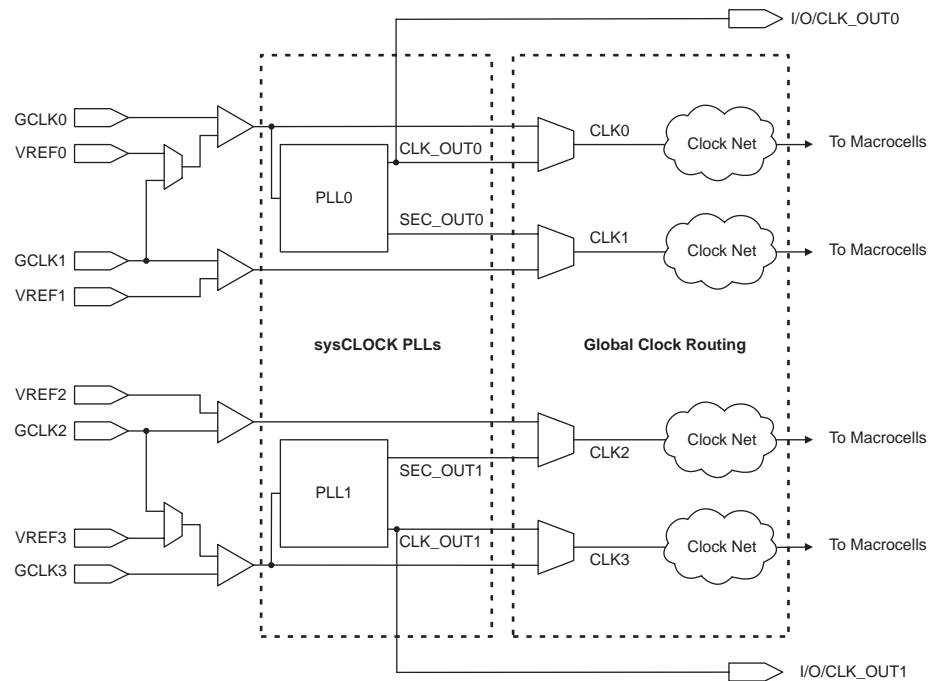 I/O/CLK_OUT0
GCLK0
VREF0
CLK_OUT0
CLK0
Clock Net
To Macrocells
PLL0
SEC_OUT0
GCLK1
VREF1
CLK1
Clock Net
To Macrocells
sysCLOCK PLLs
Global Clock Routing
VREF2
GCLK2
CLK2
Clock Net
To Macrocells
SEC_OUT1
PLL1
VREF3
GCLK3
CLK_OUT1
CLK3
Clock Net
To Macrocells
I/O/CLK_OUT1